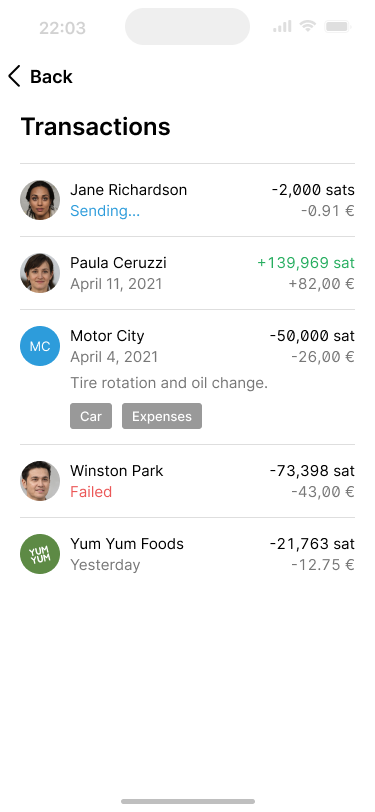 22:03
Back
Transactions
Jane Richardson -2,000 sats
Sending... -0.91 €
Paula Ceruzzi +139,969 sat
April 11, 2021 +82,00 €
MC Motor City -50,000 sat
April 4, 2021 -26,00 €
Tire rotation and oil change.
Car Expenses
Winston Park -73,398 sat
Failed -43,00 €
YUM YUM Yum Yum Foods -21,763 sat
Yesterday -12.75 €